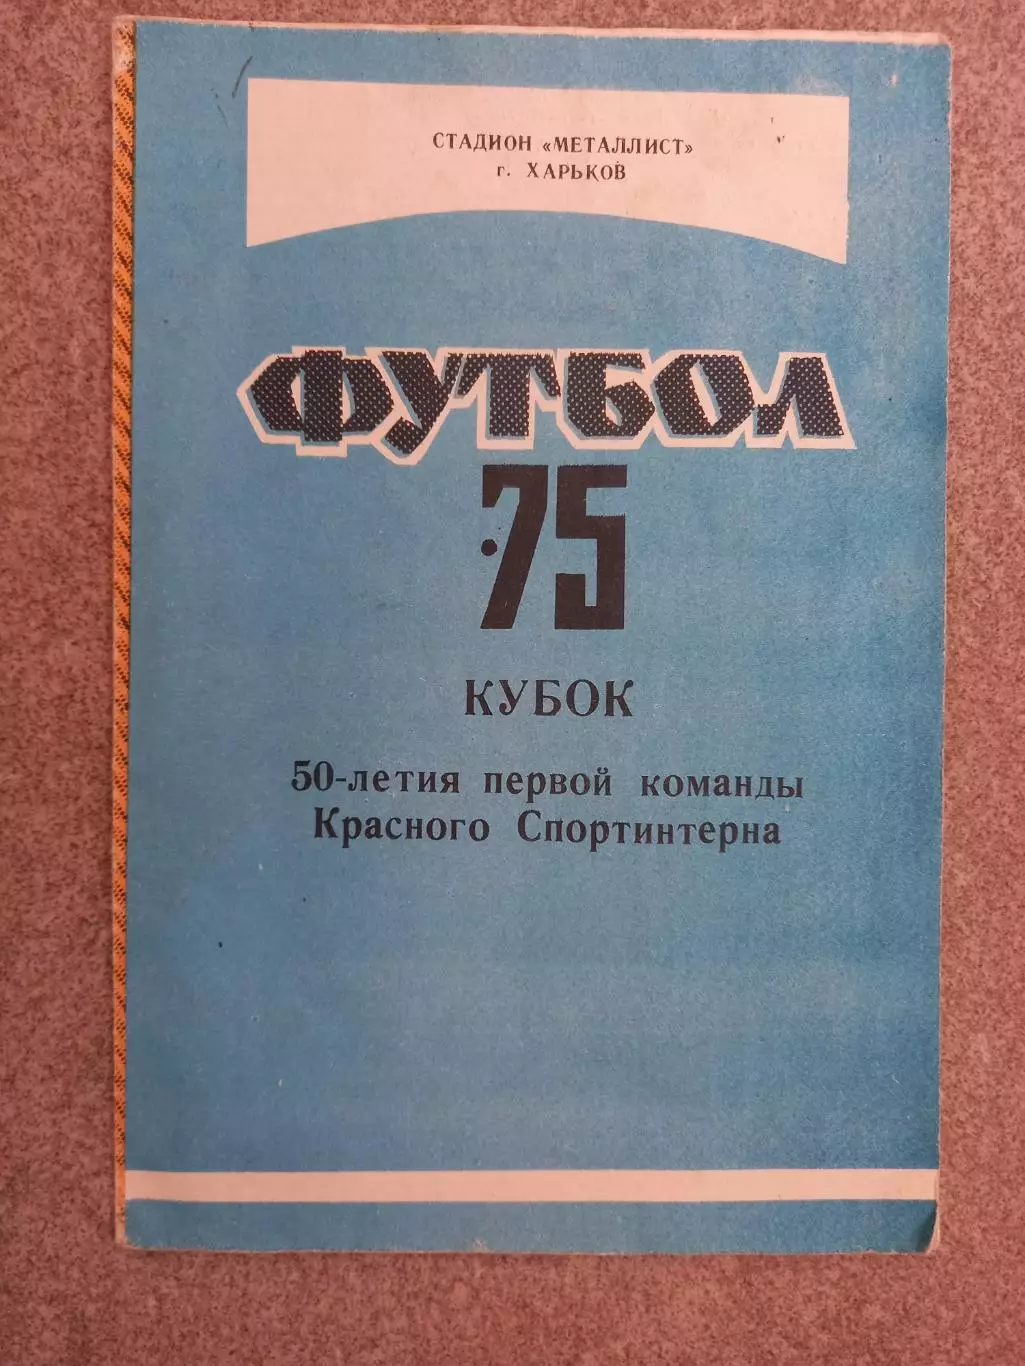 СТАДИОН «МЕТАЛЛИСТ»
г. ХАРЬКОВ
ФУТБОЛ
·75
КУБОК
50-летия первой команды
Красного Спортинтерна